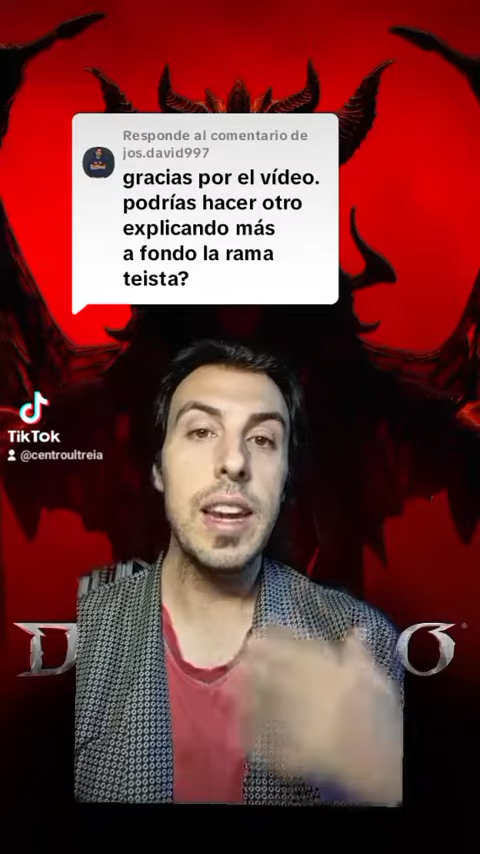 Responde al comentario de
jos.david997
gracias por el vídeo.
podrías hacer otro
explicando más
a fondo la rama
teista?
TikTok
@centroultreia
D
O